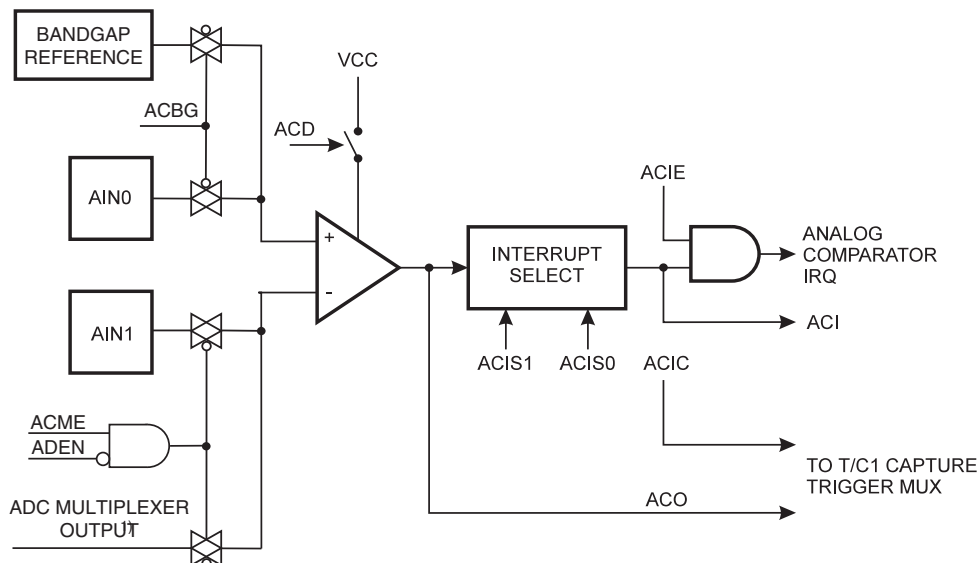 BANDGAP
REFERENCE
VCC
ACBG
ACD
AIN0
ACIE
+
INTERRUPT
SELECT
ANALOG
COMPARATOR
IRQ
-
AIN1
ACI
ACIS1
ACIS0
ACIC
ACME
ADEN
TO T/C1 CAPTURE
TRIGGER MUX
ACO
ADC MULTIPLEXER
OUTPUT